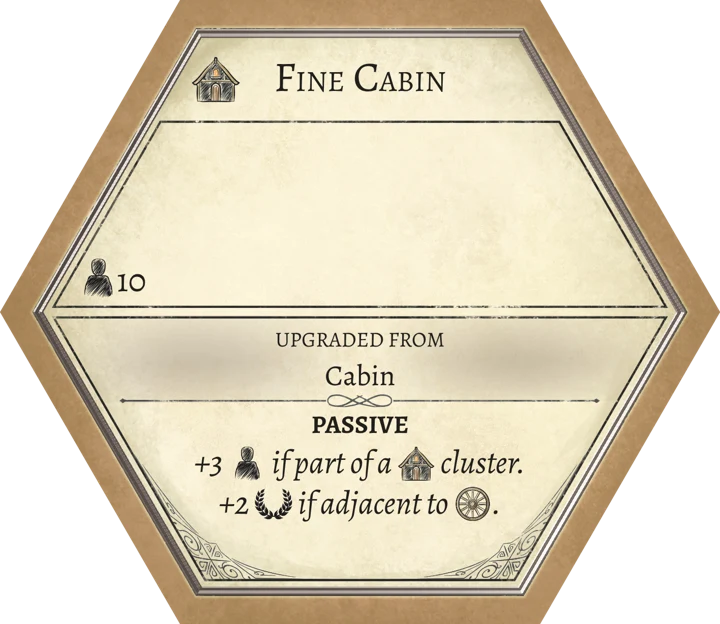 Fine Cabin
10
UPGRADED FROM
Cabin
PASSIVE
+3 if part of a cluster.
+2 if adjacent to .